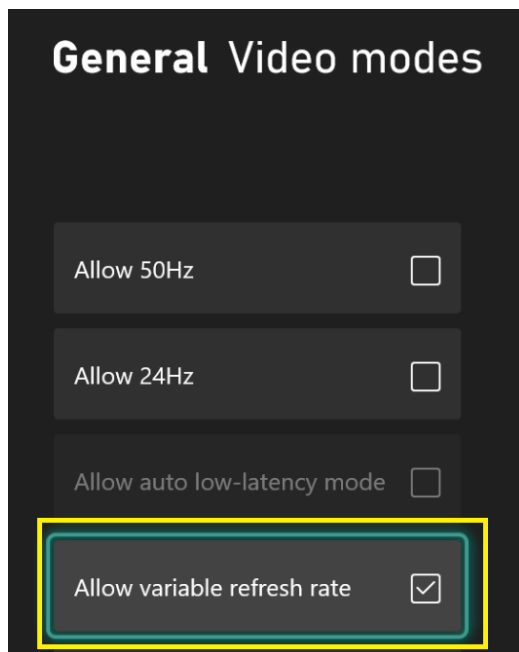 General Video modes
Allow 50Hz
Allow 24Hz
Allow auto low-latency mode
Allow variable refresh rate